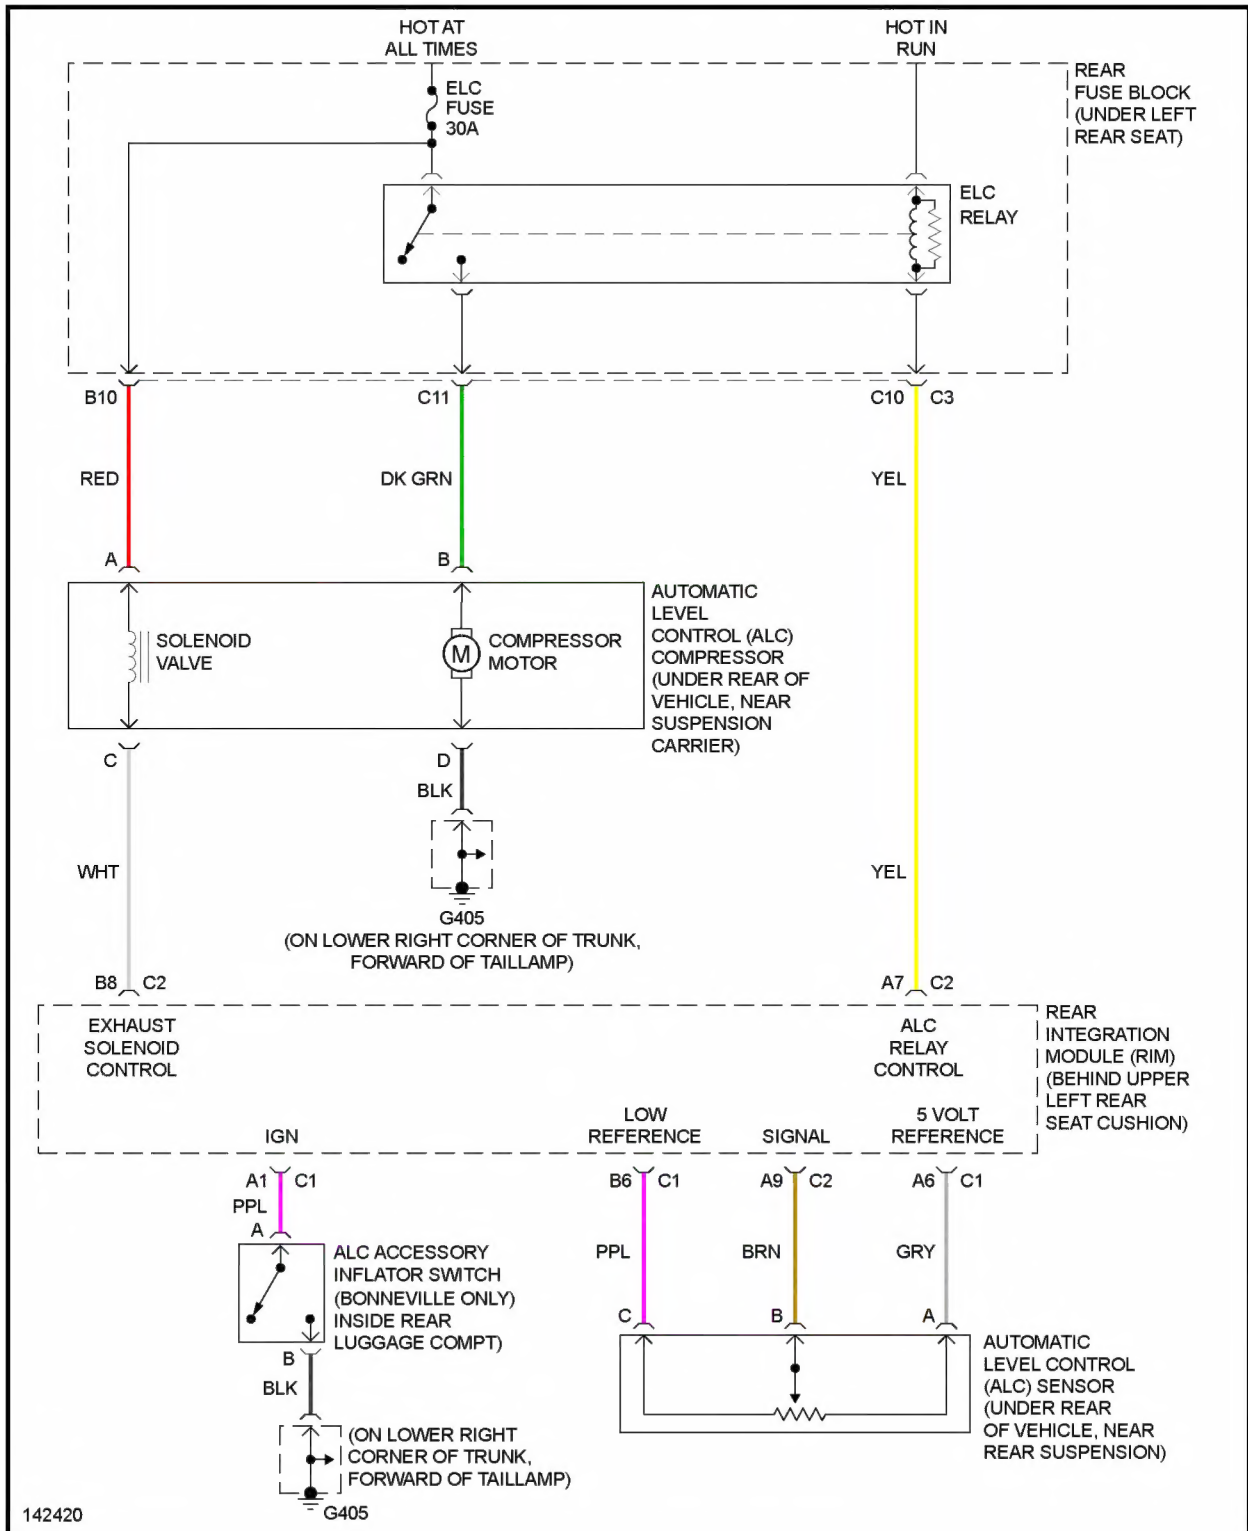 HOT AT
ALL TIMES
HOT IN
RUN
ELC
FUSE
30A
REAR
FUSE BLOCK
(UNDER LEFT
REAR SEAT)
ELC
RELAY
B10
C11
C10 C3
RED
DK GRN
YEL
A
B
SOLENOID
VALVE
M
COMPRESSOR
MOTOR
AUTOMATIC
LEVEL
CONTROL (ALC)
COMPRESSOR
(UNDER REAR OF
VEHICLE, NEAR
SUSPENSION
CARRIER)
C
D
BLK
WHT
YEL
G405
(ON LOWER RIGHT CORNER OF TRUNK,
FORWARD OF TAILLAMP)
B8 C2
A7 C2
EXHAUST
SOLENOID
CONTROL
ALC
RELAY
CONTROL
REAR
INTEGRATION
MODULE (RIM)
(BEHIND UPPER
LEFT REAR
SEAT CUSHION)
IGN
LOW
REFERENCE
SIGNAL
5 VOLT
REFERENCE
A1 C1
B6 C1
A9 C2
A6 C1
PPL
A
PPL
BRN
GRY
ALC ACCESSORY
INFLATOR SWITCH
(BONNEVILLE ONLY)
INSIDE REAR
LUGGAGE COMPT)
C
B
A
B
BLK
AUTOMATIC
LEVEL CONTROL
(ALC) SENSOR
(UNDER REAR
OF VEHICLE, NEAR
REAR SUSPENSION)
(ON LOWER RIGHT
CORNER OF TRUNK,
FORWARD OF TAILLAMP)
G405
142420